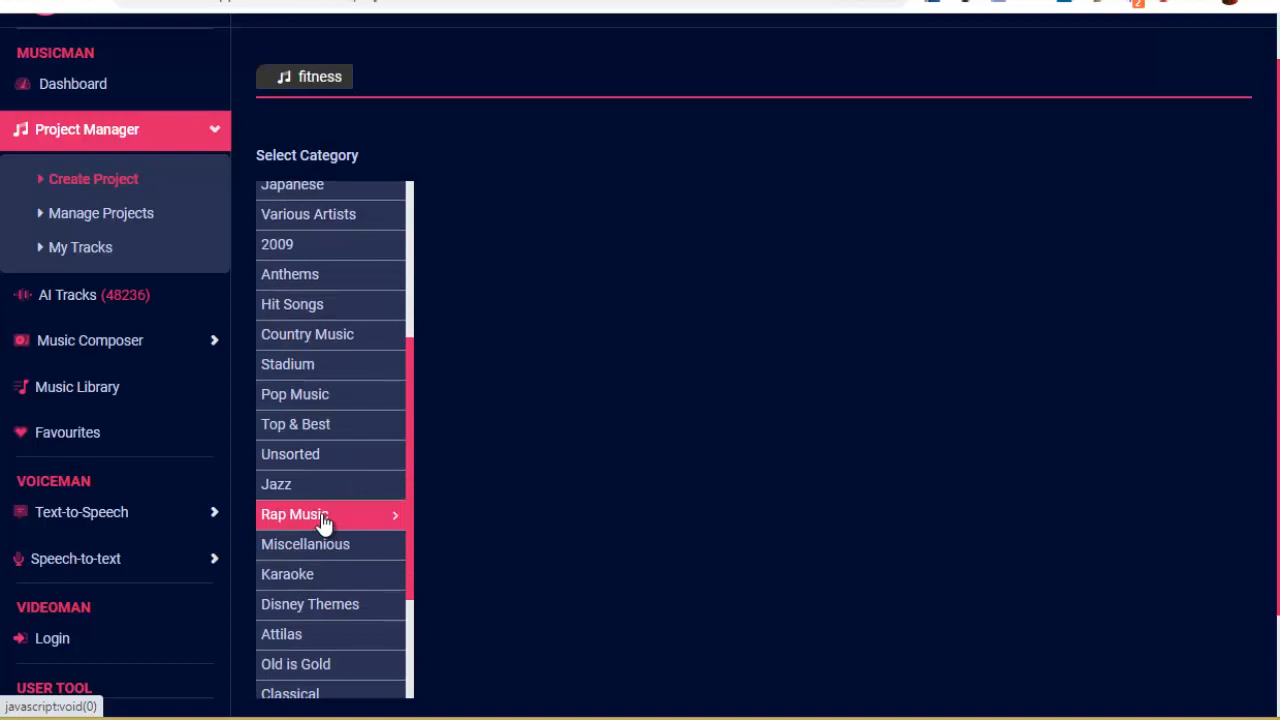 2
MUSICMAN
Dashboard
Project Manager
Create Project
Manage Projects
My Tracks
AI Tracks (48236)
Music Composer
Music Library
Favourites
VOICEMAN
Text-to-Speech
Speech-to-text
VIDEOMAN
Login
USER TOOL
javascript:void(0)
fitness
Select Category
Japanese
Various Artists
2009
Anthems
Hit Songs
Country Music
Stadium
Pop Music
Top & Best
Unsorted
Jazz
Rap Music
Miscellanious
Karaoke
Disney Themes
Attilas
Old is Gold
Classical